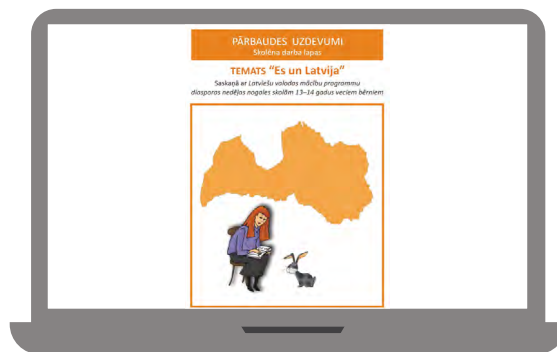 PĀRBAUDES UZDEVUMI
Skolēna darba lapas
TEMATS "Es un Latvija"
Saskaņā ar Latviešu valodas mācību programmu
diasporas nedēļas nogales skolām 13–14 gadus veciem bērniem